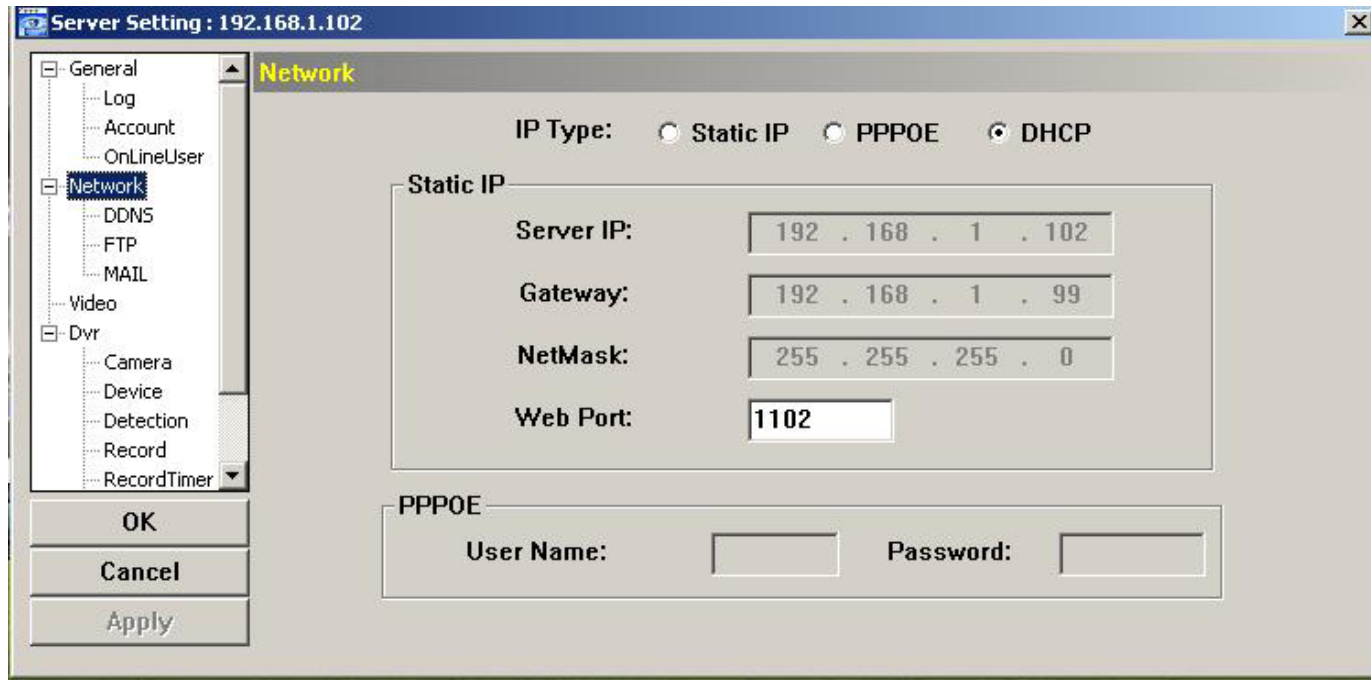 Server Setting : 192.168.1.102
General
Log
Account
OnLineUser
Network
DDNS
FTP
MAIL
Video
Dvr
Camera
Device
Detection
Record
RecordTimer
OK
Cancel
Apply
Network
IP Type: Static IP PPPOE DHCP
Static IP
Server IP: 192 . 168 . 1 . 102
Gateway: 192 . 168 . 1 . 99
NetMask: 255 . 255 . 255 . 0
Web Port: 1102
PPPOE
User Name: Password: